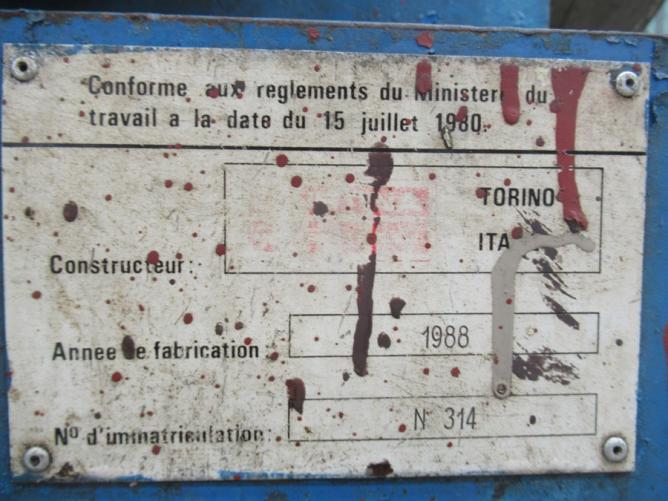 Conforme aux reglements du Ministere du
travail a la date du 15 juillet 1980.
TORINO
ITA
Constructeur:
Annee de fabrication: 1988
Nº d'immatriculation: N 314